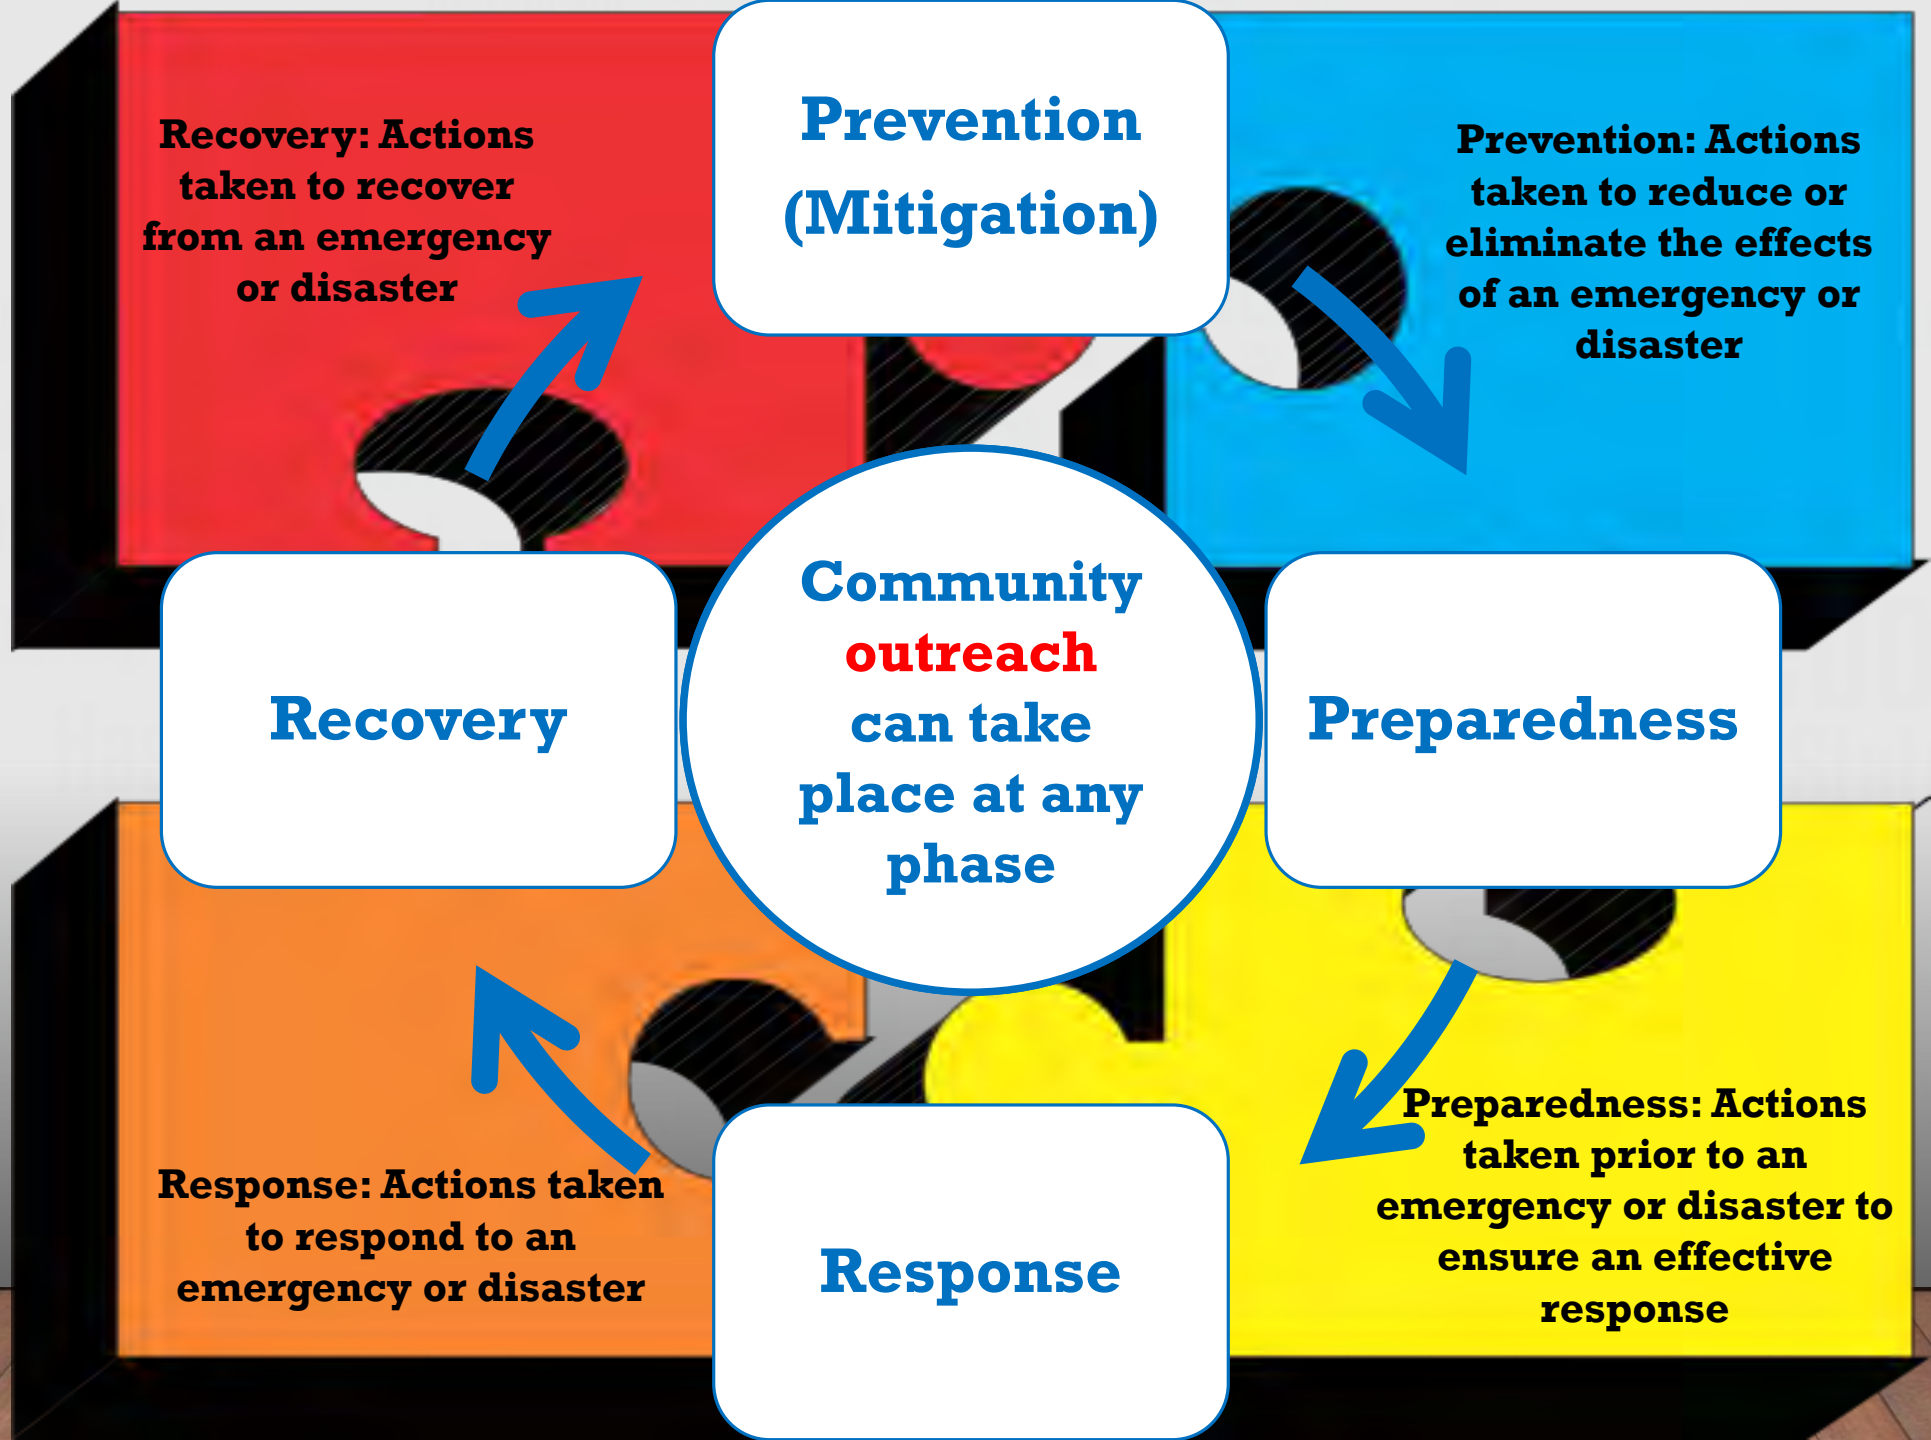 Prevention
(Mitigation)
Recovery: Actions
taken to recover
from an emergency
or disaster
Prevention: Actions
taken to reduce or
eliminate the effects
of an emergency or
disaster
Recovery
Community
outreach
can take
place at any
phase
Preparedness
Response: Actions taken
to respond to an
emergency or disaster
Response
Preparedness: Actions
taken prior to an
emergency or disaster to
ensure an effective
response